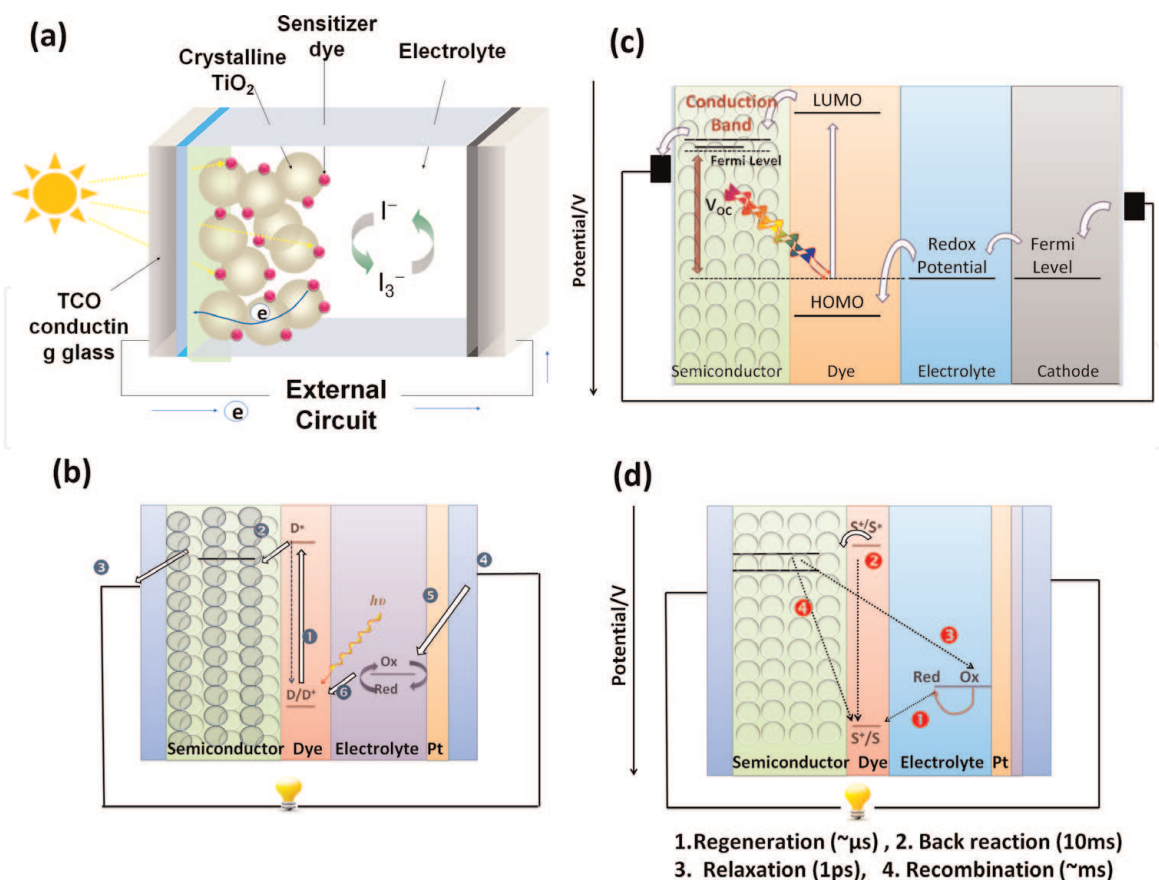 (a)
Sensitizer
dye
Crystalline
TiO₂
Electrolyte
I⁻
I₃⁻
e
TCO
conductin
g glass
External
Circuit
e
(c)
Potential/V
Conduction
Band
LUMO
Fermi Level
Voc
Redox
Potential
Fermi
Level
HOMO
Semiconductor
Dye
Electrolyte
Cathode
(b)
D*
2
3
4
hν
5
1
Ox
D/D⁺
Red
6
Semiconductor
Dye
Electrolyte
Pt
(d)
Potential/V
S⁺/S*
2
4
3
Red
Ox
1
S⁺/S
Semiconductor
Dye
Electrolyte
Pt
1.Regeneration (~μs) , 2. Back reaction (10ms)
3. Relaxation (1ps), 4. Recombination (~ms)